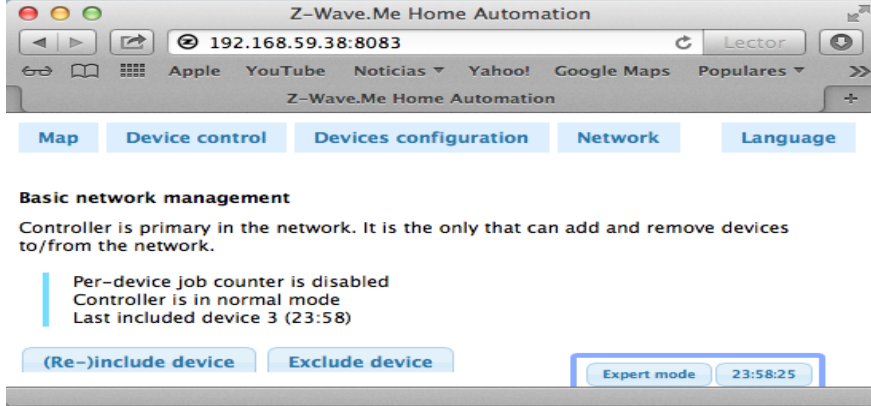 Z-Wave.Me Home Automation
192.168.59.38:8083
Lector
Apple YouTube Noticias Yahoo! Google Maps Populares
Z-Wave.Me Home Automation
Map Device control Devices configuration Network Language
Basic network management
Controller is primary in the network. It is the only that can add and remove devices
to/from the network.
Per-device job counter is disabled
Controller is in normal mode
Last included device 3 (23:58)
(Re-)include device Exclude device
Expert mode 23:58:25